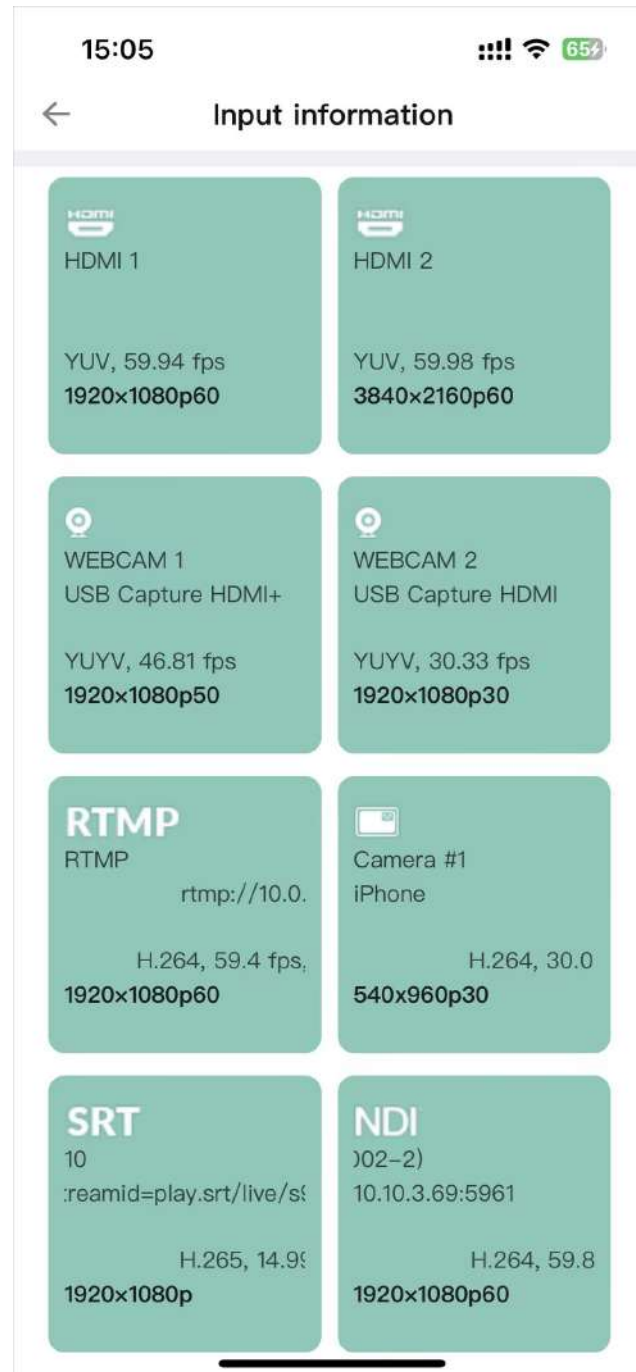 15:05
65
Input information
HDMI
HDMI 1
YUV, 59.94 fps
1920×1080p60
HDMI
HDMI 2
YUV, 59.98 fps
3840×2160p60
WEBCAM 1
USB Capture HDMI+
YUYV, 46.81 fps
1920×1080p50
WEBCAM 2
USB Capture HDMI
YUYV, 30.33 fps
1920×1080p30
RTMP
RTMP
rtmp://10.0.
H.264, 59.4 fps,
1920×1080p60
Camera #1
iPhone
H.264, 30.0
540x960p30
SRT
10
:reamid=play.srt/live/s
H.265, 14.9
1920×1080p
NDI
)02-2)
10.10.3.69:5961
H.264, 59.8
1920×1080p60